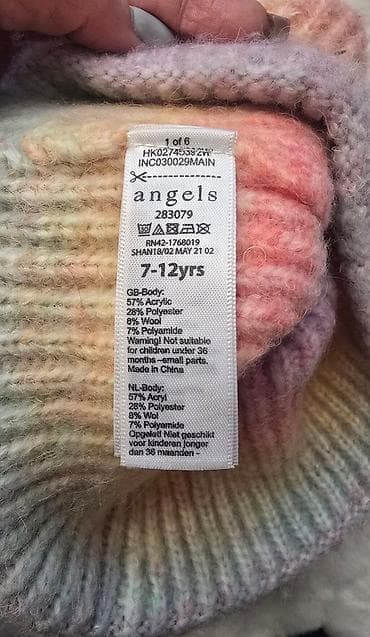 1 of 6
HK02745392W
INC030029MAIN
angels
283079
RN42-1768019
SHAN18/02 MAY 21 02
7-12yrs
GB-Body:
57% Acrylic
28% Polyester
8% Wool
7% Polyamide
Warning! Not suitable
for children under 36
months -small parts.
Made in China
NL-Body:
57% Acryl
28% Polyester
8% Wol
7% Polyamide
Opgelet! Niet geschikt
voor kinderen jonger
dan 36 maanden -